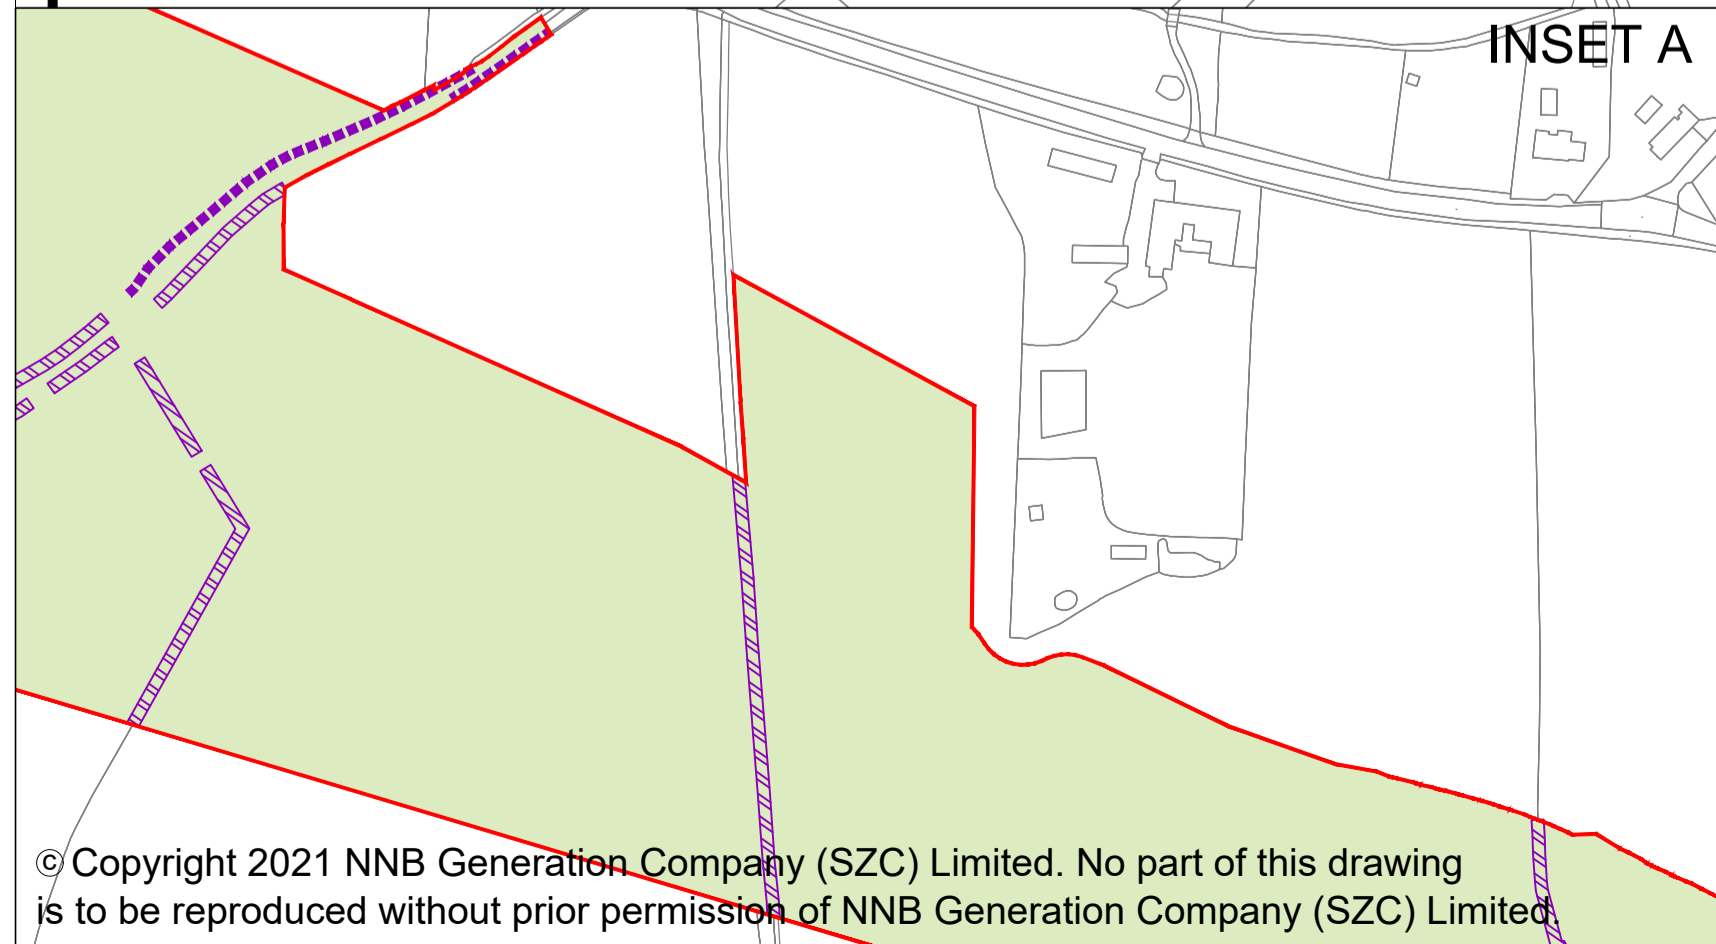 INSET A
© Copyright 2021 NNB Generation Company (SZC) Limited. No part of this drawing
is to be reproduced without prior permission of NNB Generation Company (SZC) Limited.